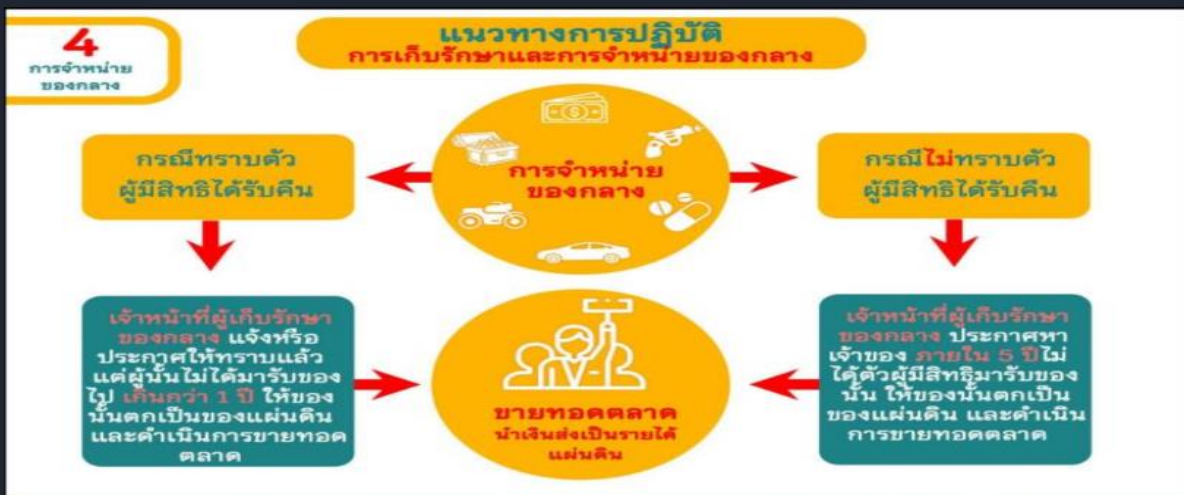 4
การจำหน่าย
ของกลาง
แนวทางการปฏิบัติ
การเก็บรักษาและการจำหน่ายของกลาง
กรณีทราบตัว
ผู้มีสิทธิได้รับคืน
การจำหน่าย
ของกลาง
กรณีไม่ทราบตัว
ผู้มีสิทธิได้รับคืน
เจ้าหน้าที่ผู้เก็บรักษา
ของกลาง แจ้งหรือ
ประกาศให้ทราบแล้ว
แต่ผู้นั้นไม่ได้มารับของ
ไป เกินกว่า 1 ปี ให้ของ
นั้นตกเป็นของแผ่นดิน
และดำเนินการขายทอด
ตลาด
ขายทอดตลาด
นำเงินส่งเป็นรายได้
แผ่นดิน
เจ้าหน้าที่ผู้เก็บรักษา
ของกลาง ประกาศหา
เจ้าของ ภายใน 5 ปีไม่
ได้ตัวผู้มีสิทธิมารับของ
นั้น ให้ของนั้นตกเป็น
ของแผ่นดิน และดำเนิน
การขายทอดตลาด